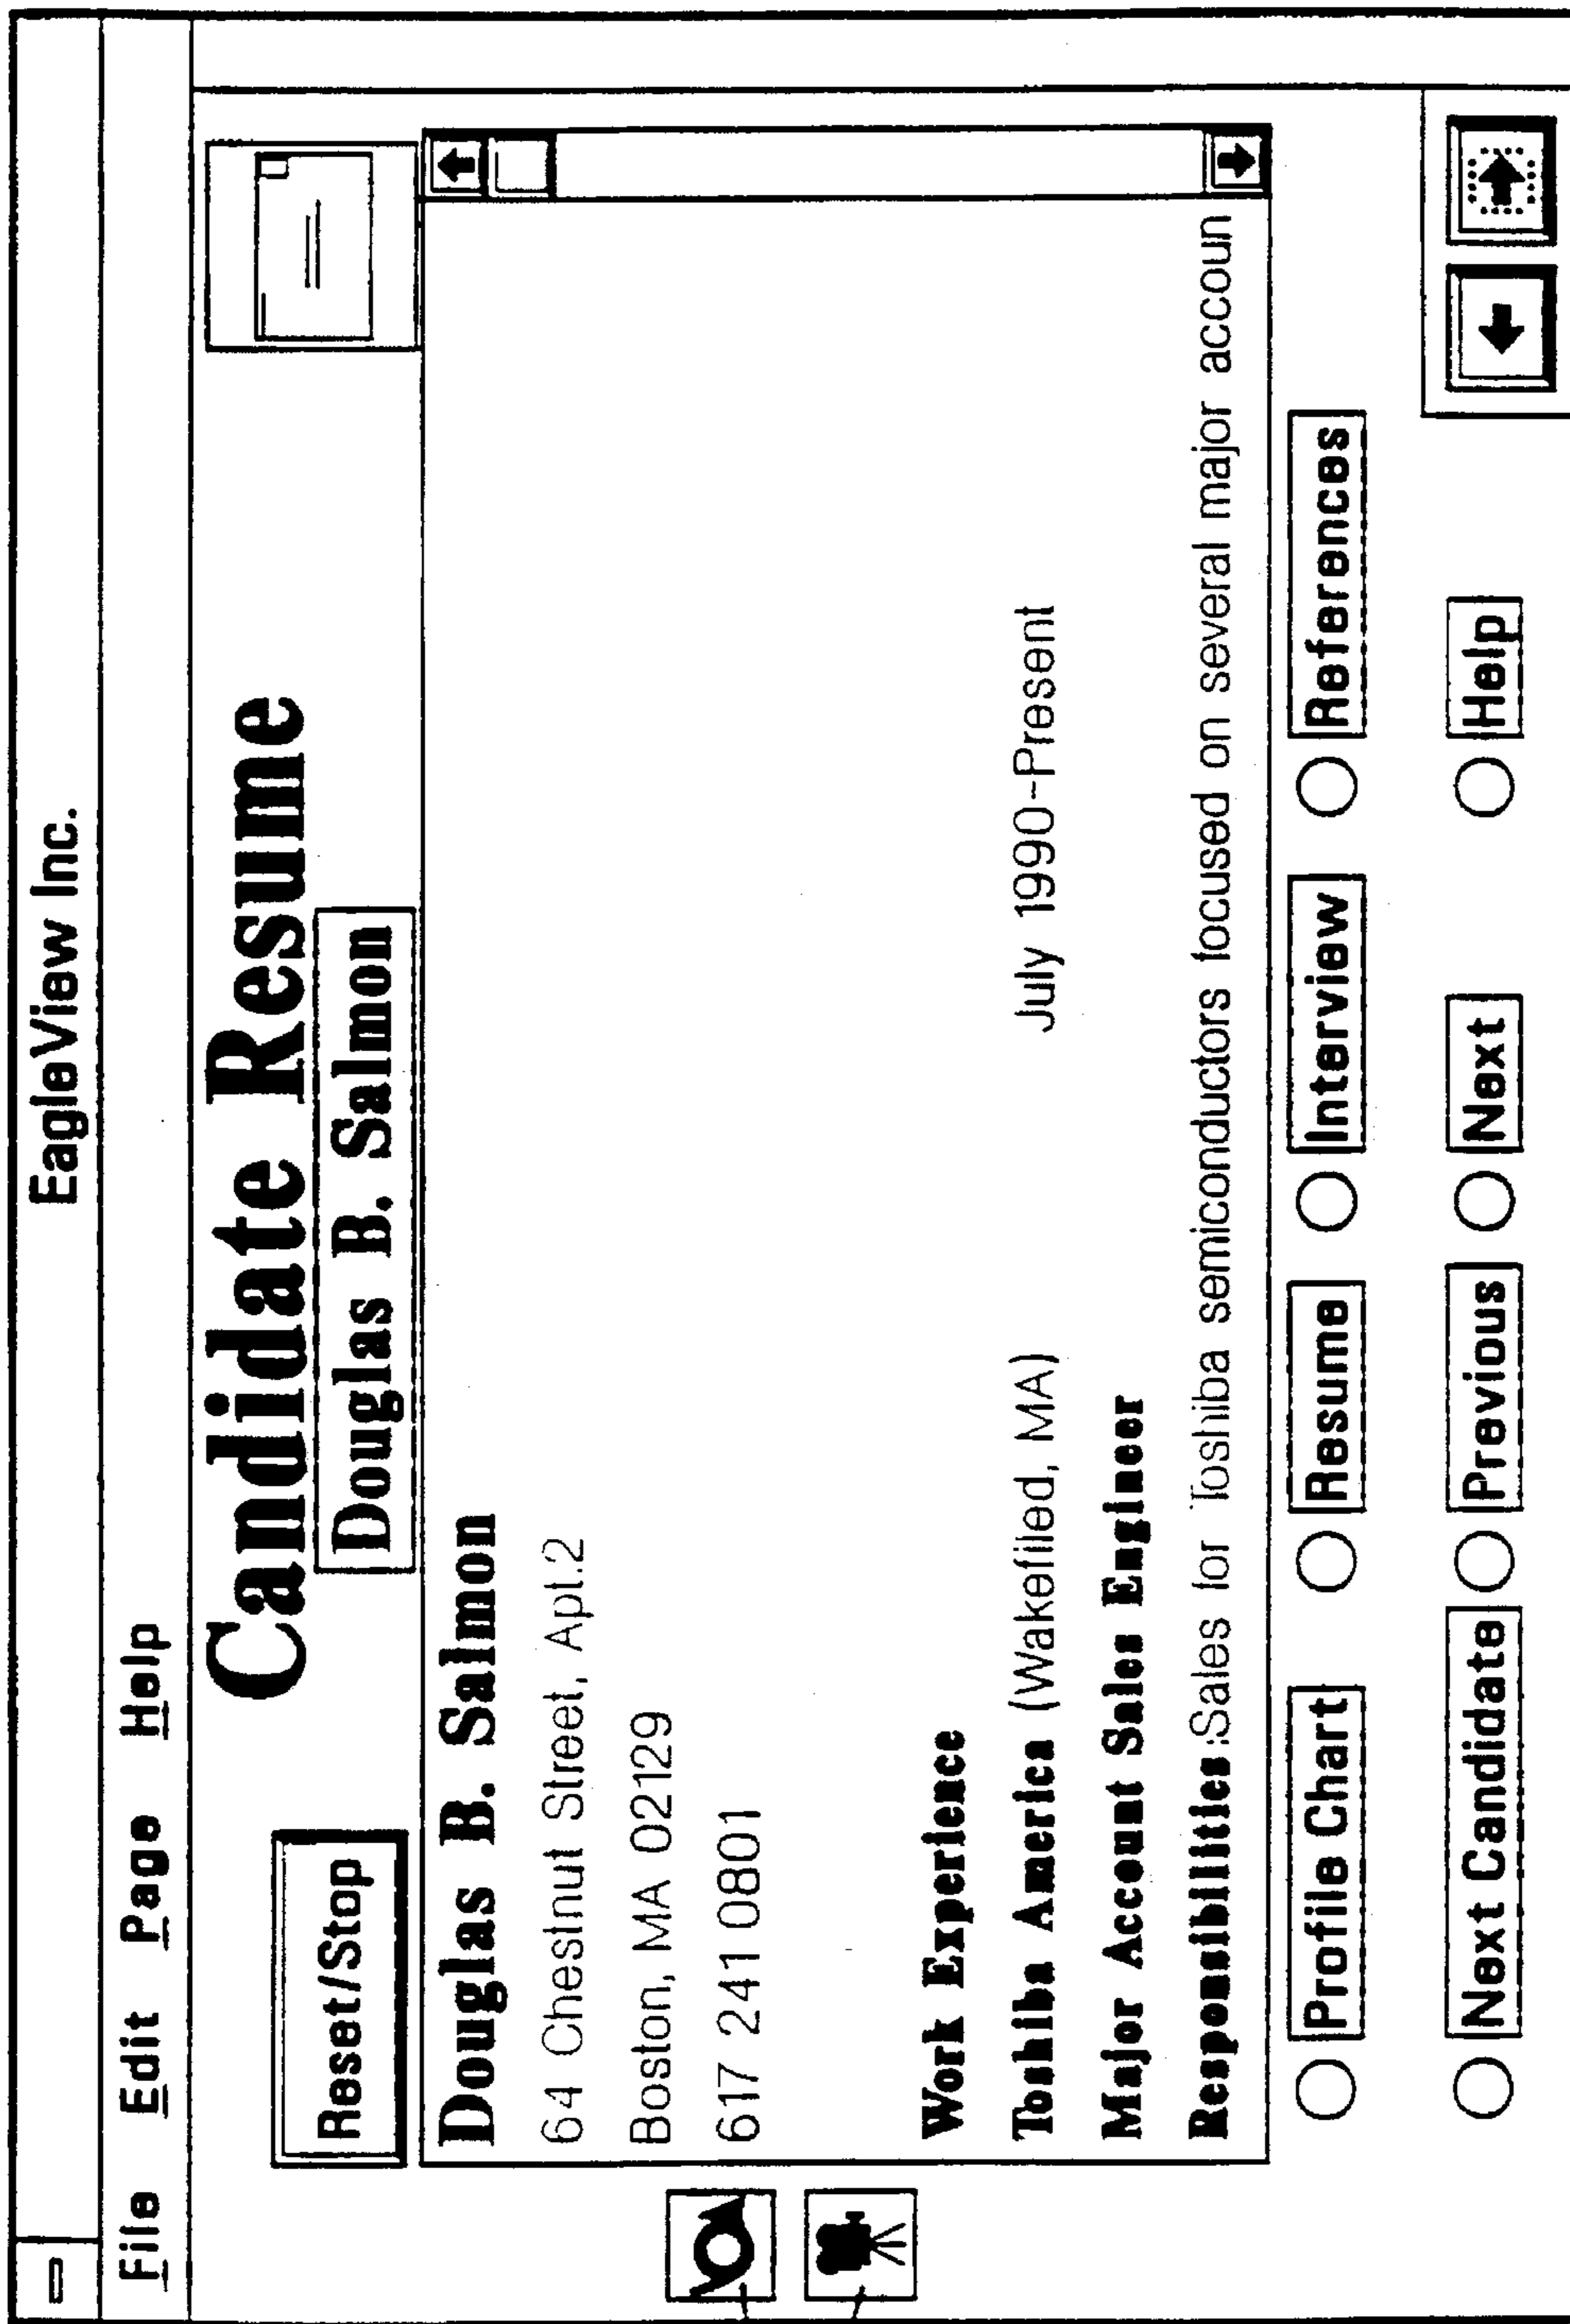 EagleView Inc.
File Edit Page Help
Candidate Resume
Reset/Stop
Douglas B. Salmon
Douglas B. Salmon
64 Chestnut Street, Apt.2
Boston, MA 02129
617 241 0801
Work Experience
Toshiba America (Wakefiled, MA) July 1990-Present
Major Account Sales Engineer
Responsibilities:Sales for Toshiba semiconductors focused on several major accoun
Profile Chart Resume Interview References
Next Candidate Previous Next Help